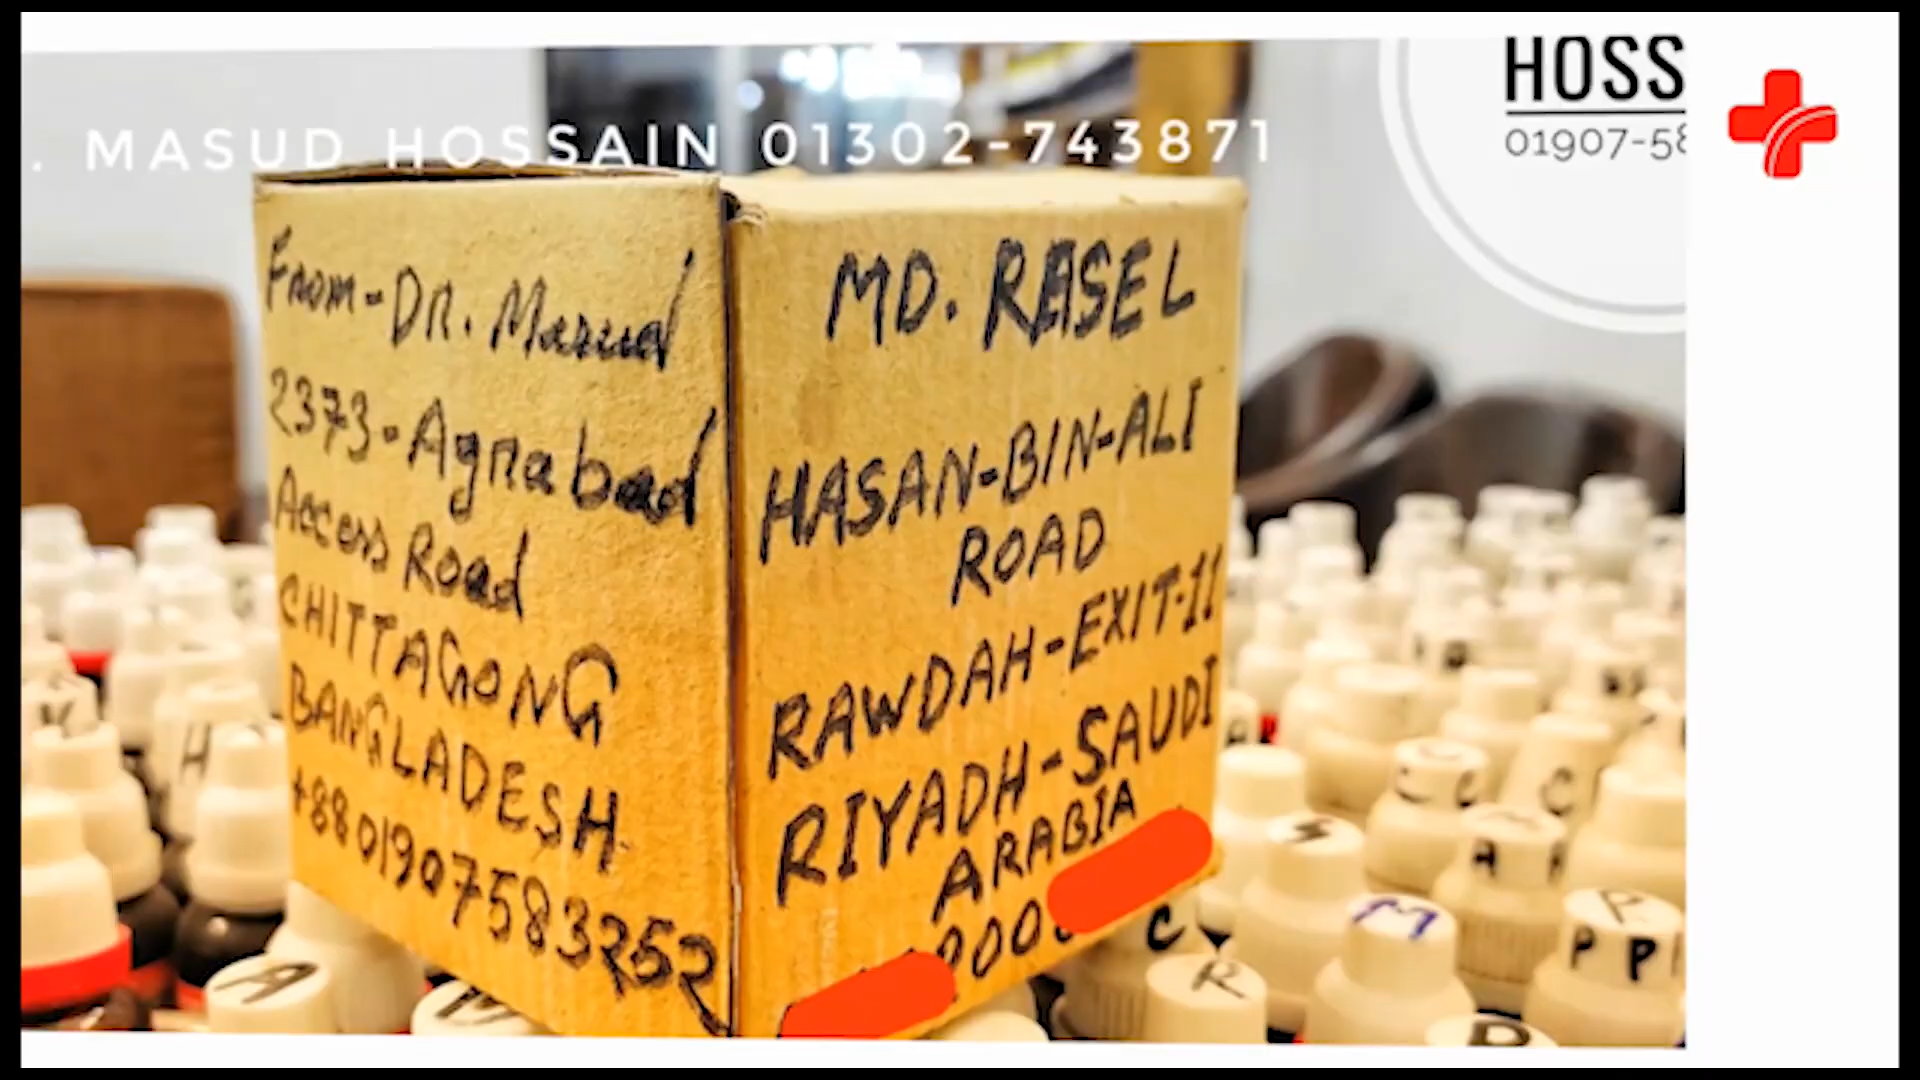 HOSS
01907-58
. MASUD HOSSAIN 01302-743871
From-DR. Masud
2373-Agrabad
Access Road
CHITTAGONG
BANGLADESH
+8801907583252
MD. RASEL
HASAN-BIN-ALI
ROAD
RAWDAH-EXIT-11
RIYADH-SAUDI
ARABIA
000
H
A
C
R
M
S
P P